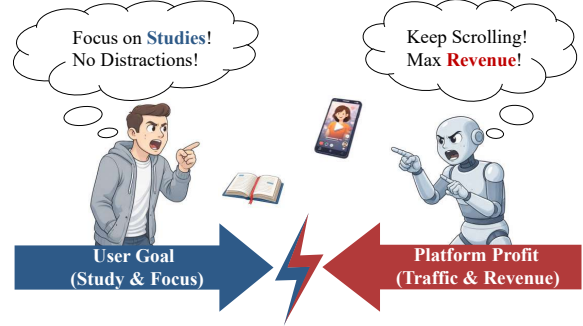 Focus on Studies!
No Distractions!
Keep Scrolling!
Max Revenue!
User Goal
(Study & Focus)
Platform Profit
(Traffic & Revenue)